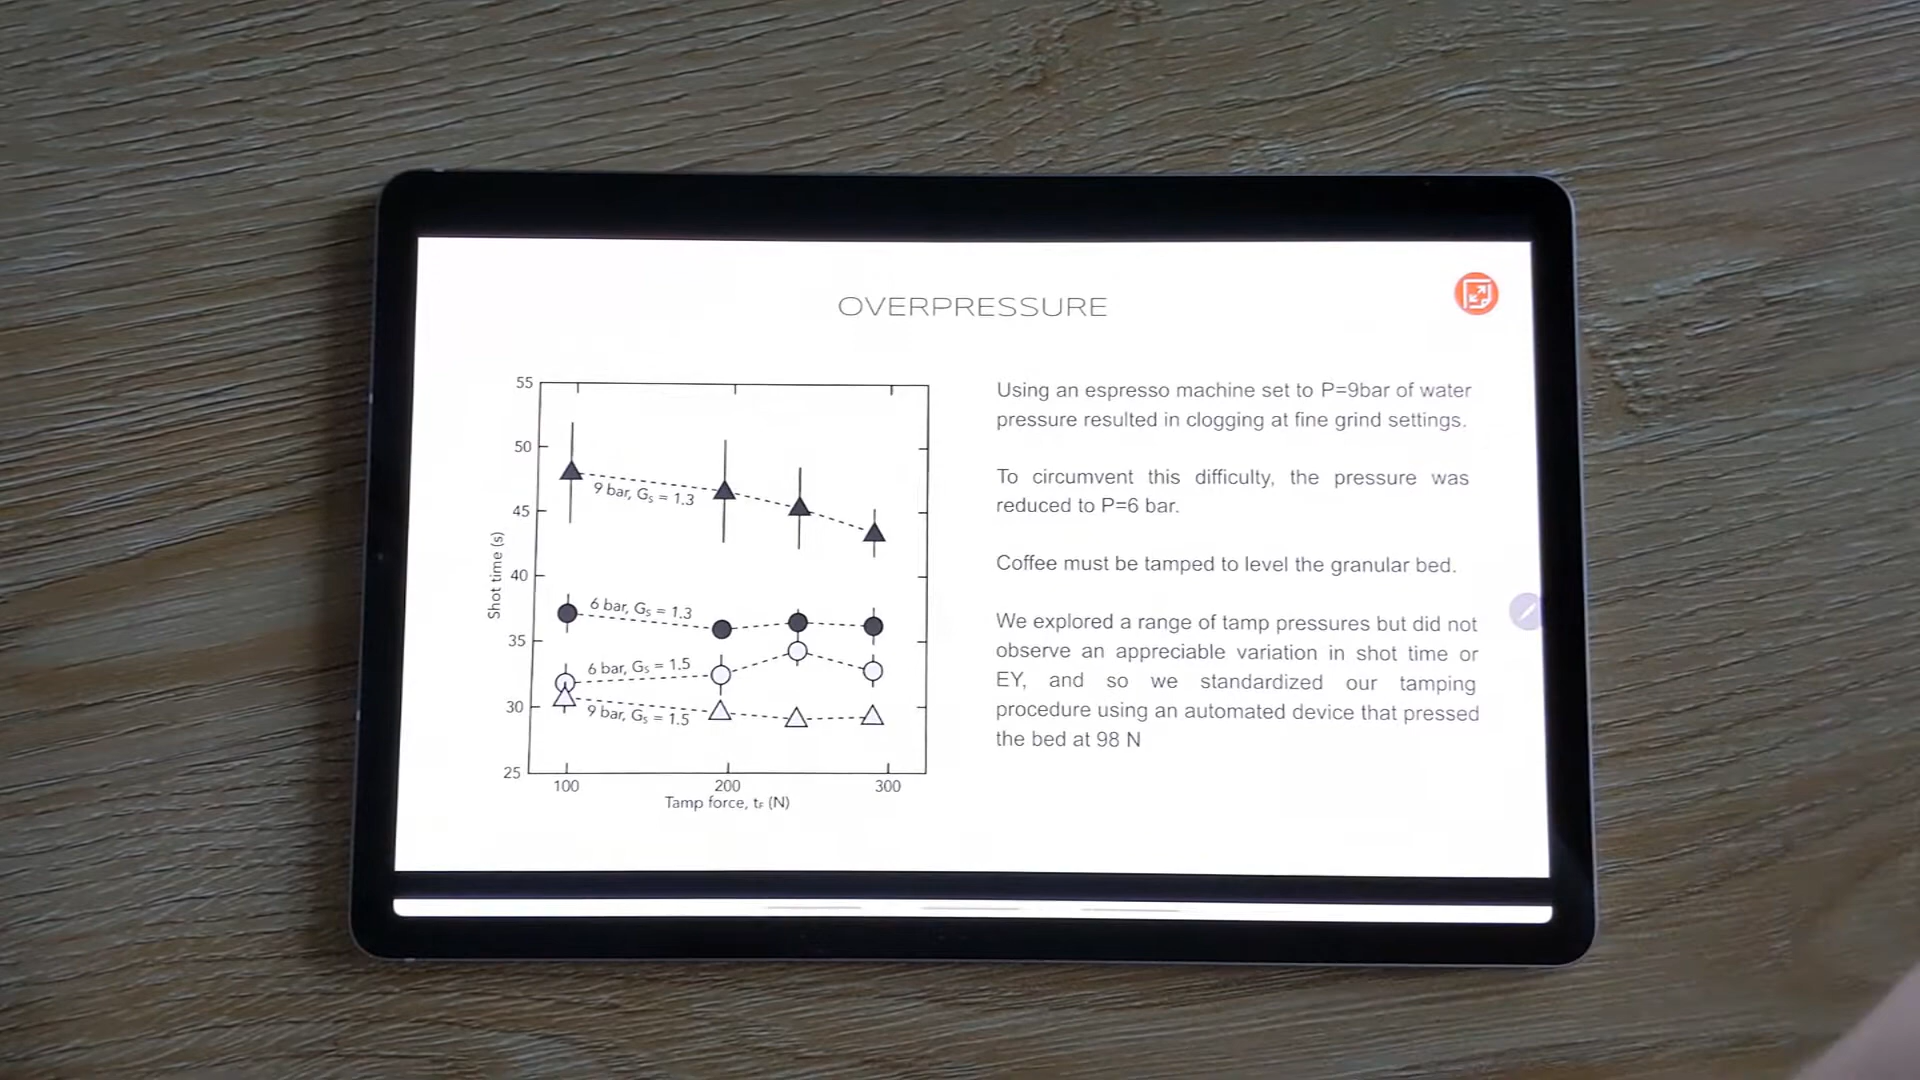 OVERPRESSURE
55
50
45
40
35
30
25
Shot time (s)
9 bar, Gs = 1.3
6 bar, Gs = 1.3
6 bar, Gs = 1.5
9 bar, Gs = 1.5
100 200 300
Tamp force, tF (N)
Using an espresso machine set to P=9bar of water
pressure resulted in clogging at fine grind settings.
To circumvent this difficulty, the pressure was
reduced to P=6 bar.
Coffee must be tamped to level the granular bed.
We explored a range of tamp pressures but did not
observe an appreciable variation in shot time or
EY, and so we standardized our tamping
procedure using an automated device that pressed
the bed at 98 N